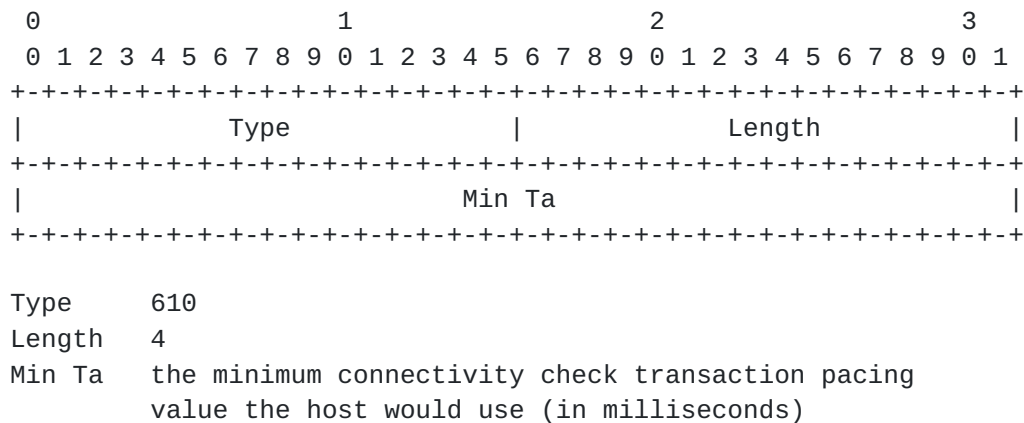 0                   1                   2                   3
 0 1 2 3 4 5 6 7 8 9 0 1 2 3 4 5 6 7 8 9 0 1 2 3 4 5 6 7 8 9 0 1
+-+-+-+-+-+-+-+-+-+-+-+-+-+-+-+-+-+-+-+-+-+-+-+-+-+-+-+-+-+-+-+-+
|             Type              |             Length            |
+-+-+-+-+-+-+-+-+-+-+-+-+-+-+-+-+-+-+-+-+-+-+-+-+-+-+-+-+-+-+-+-+
|                            Min Ta                             |
+-+-+-+-+-+-+-+-+-+-+-+-+-+-+-+-+-+-+-+-+-+-+-+-+-+-+-+-+-+-+-+-+

Type     610
Length   4
Min Ta   the minimum connectivity check transaction pacing
         value the host would use (in milliseconds)